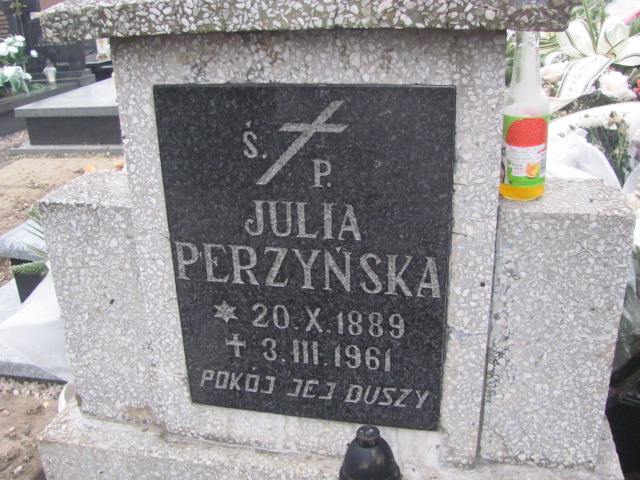 Ś. P.
JULIA
PERZYŃSKA
* 20.X.1889
✝ 3.III.1961
POKÓJ JEJ DUSZY